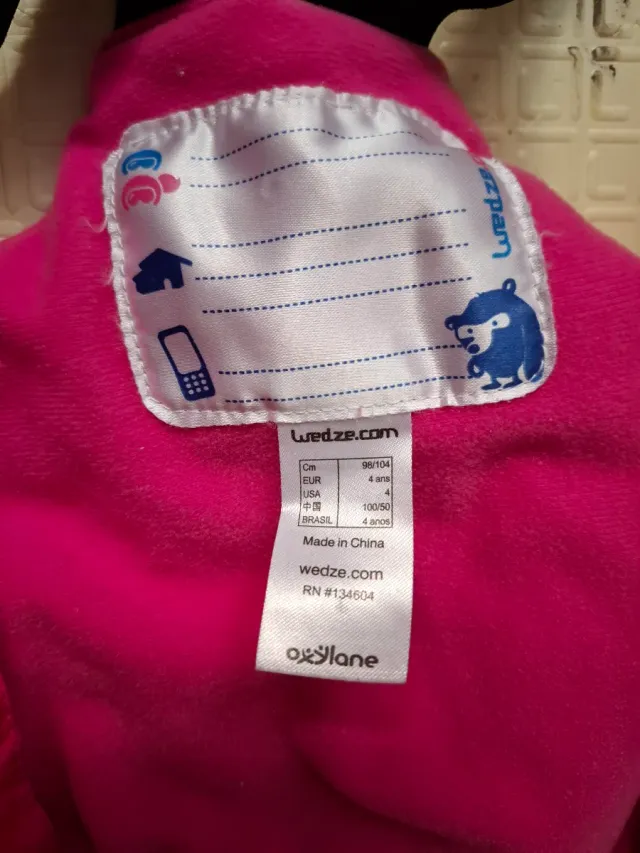 wedze
wedze.com
Cm 98/104
EUR 4 ans
USA 4
中国 100/50
BRASIL 4 anos
Made in China
wedze.com
RN #134604
oxylane